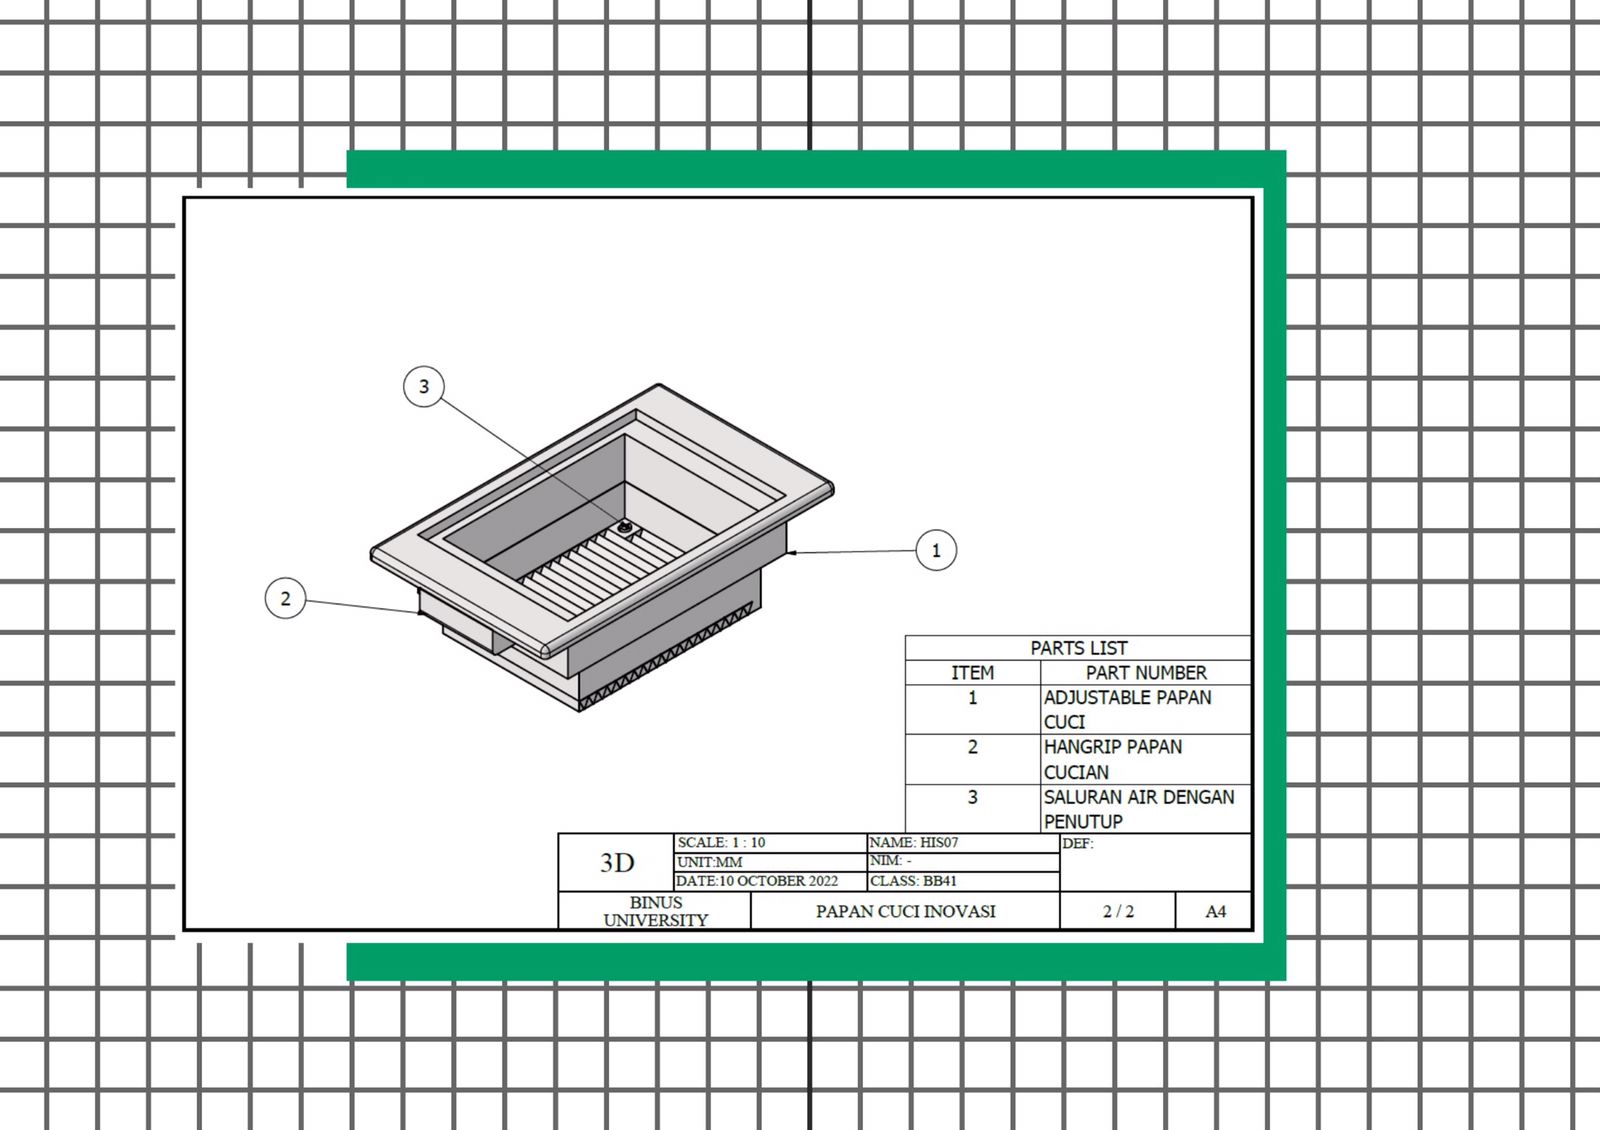 3
1
2
PARTS LIST
ITEM PART NUMBER
1 ADJUSTABLE PAPAN
CUCI
2 HANGRIP PAPAN
CUCIAN
3 SALURAN AIR DENGAN
PENUTUP
3D
SCALE: 1 : 10
UNIT:MM
DATE:10 OCTOBER 2022
NAME: HIS07
NIM: -
CLASS: BB41
DEF:
BINUS
UNIVERSITY
PAPAN CUCI INOVASI
2 / 2
A4